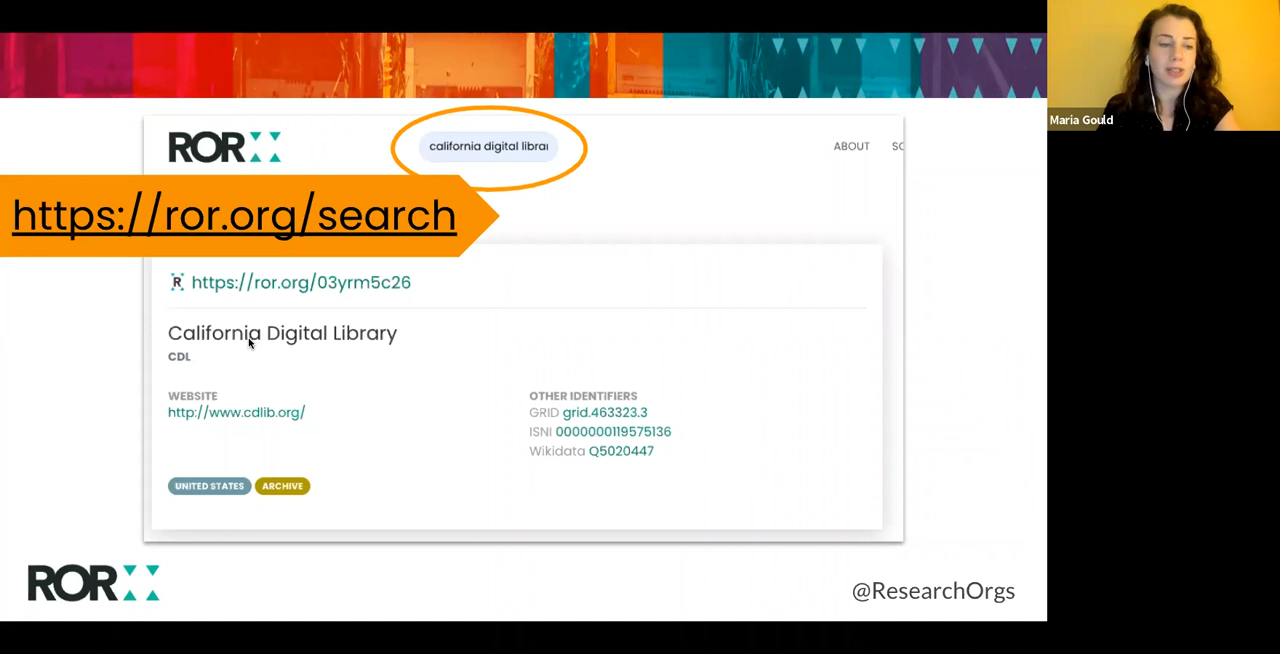 Maria Gould
ROR
california digital librar
ABOUT
SC
https://ror.org/search
R https://ror.org/03yrm5c26
California Digital Library
CDL
WEBSITE
http://www.cdlib.org/
OTHER IDENTIFIERS
GRID grid.463323.3
ISNI 0000000119575136
Wikidata Q5020447
UNITED STATES
ARCHIVE
ROR
@ResearchOrgs